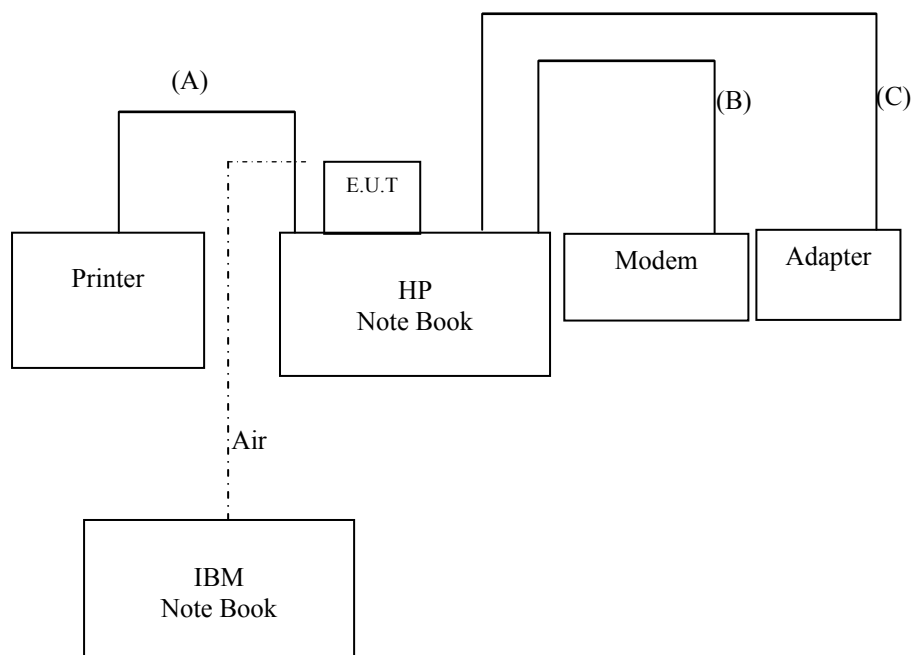 (A)
(B)
(C)
E.U.T
Printer
HP
Note Book
Modem
Adapter
Air
IBM
Note Book